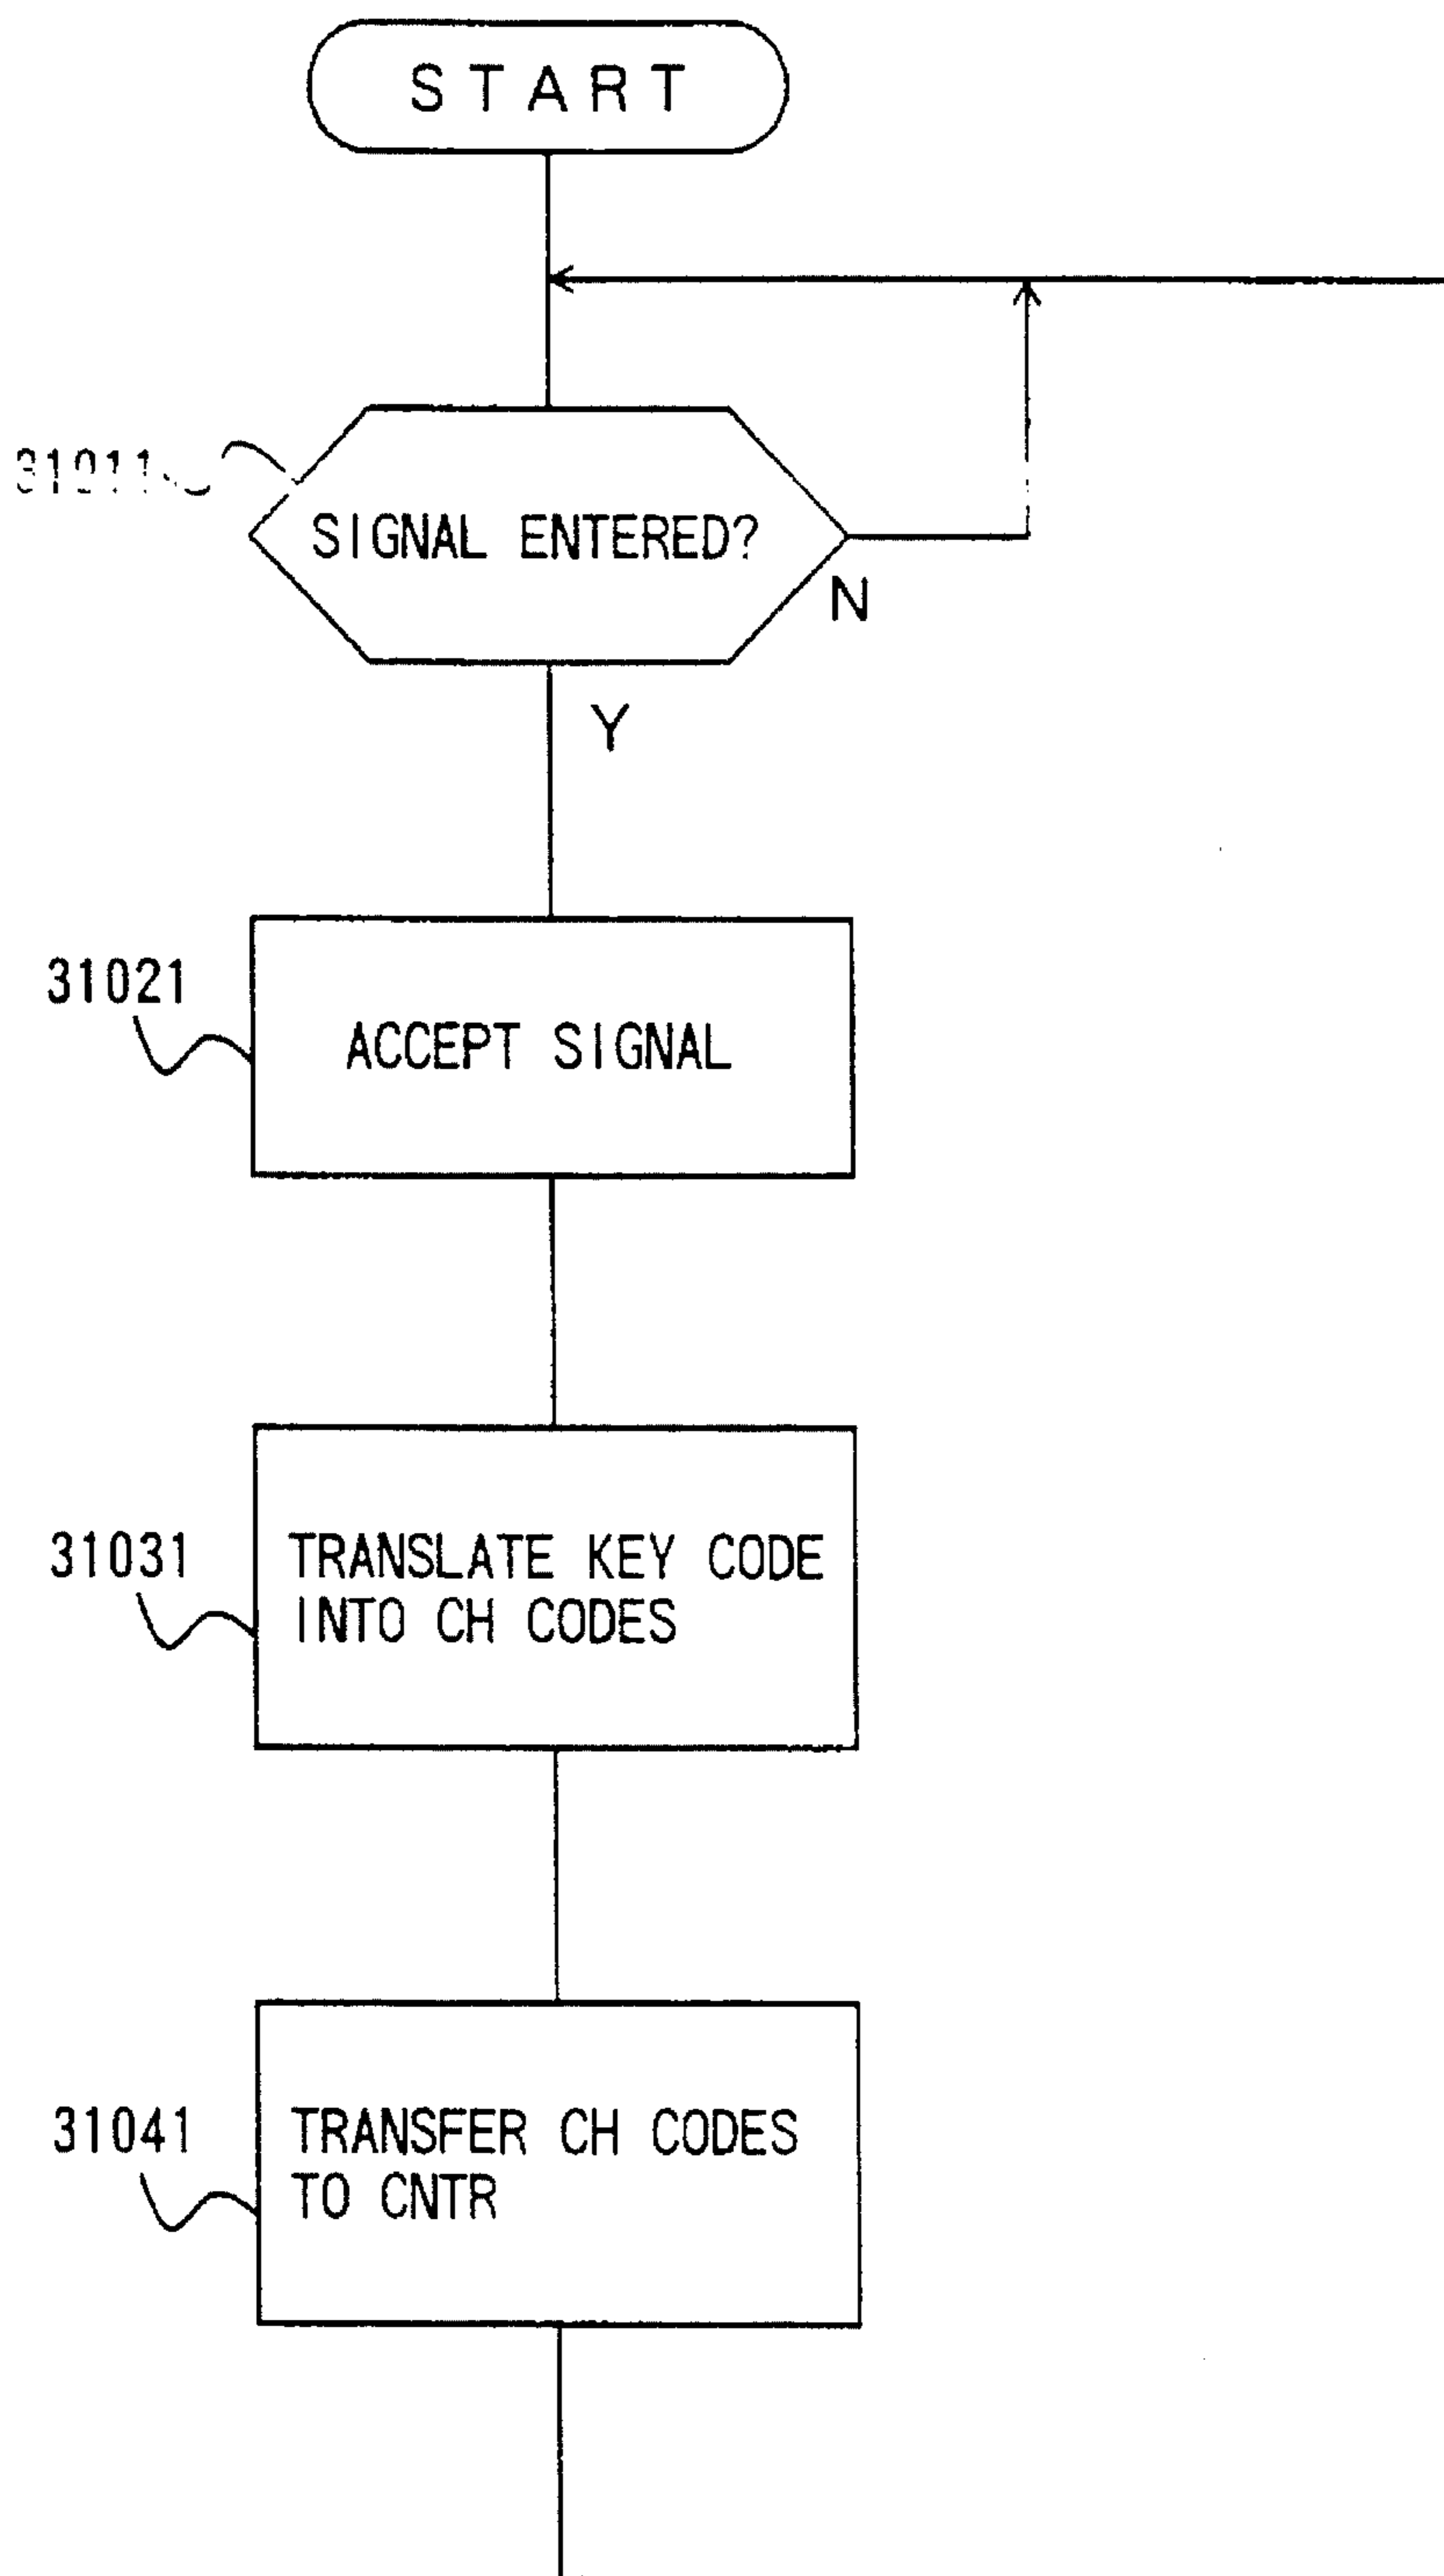 START
31011
SIGNAL ENTERED?
N
Y
31021
ACCEPT SIGNAL
31031
TRANSLATE KEY CODE
INTO CH CODES
31041
TRANSFER CH CODES
TO CNTR